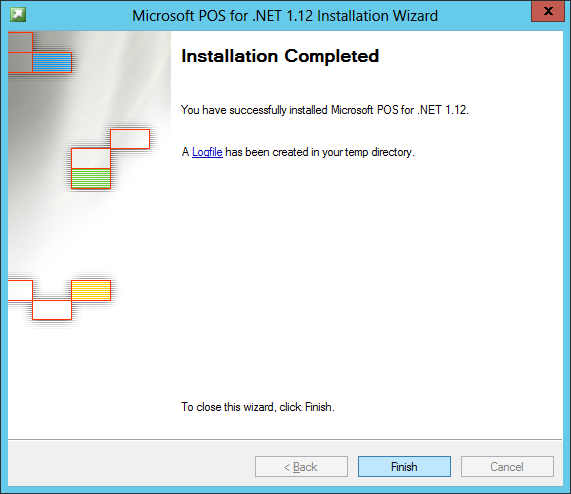 Microsoft POS for .NET 1.12 Installation Wizard
x
Installation Completed
You have successfully installed Microsoft POS for .NET 1.12.
A Logfile has been created in your temp directory.
To close this wizard, click Finish.
< Back
Finish
Cancel